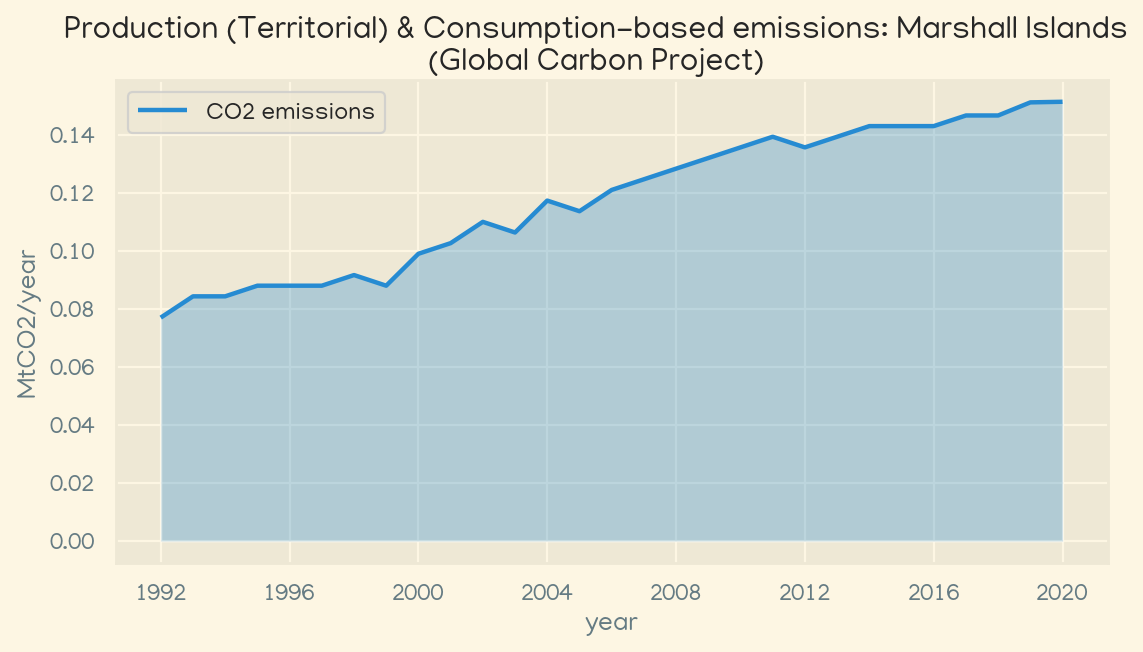 Production (Territorial) & Consumption–based emissions: Marshall Islands
(Global Carbon Project)
CO2 emissions
0.14
0.12
0.10
0.08
0.06
0.04
0.02
0.00
MtCO2/year
1992 1996 2000 2004 2008 2012 2016 2020
year